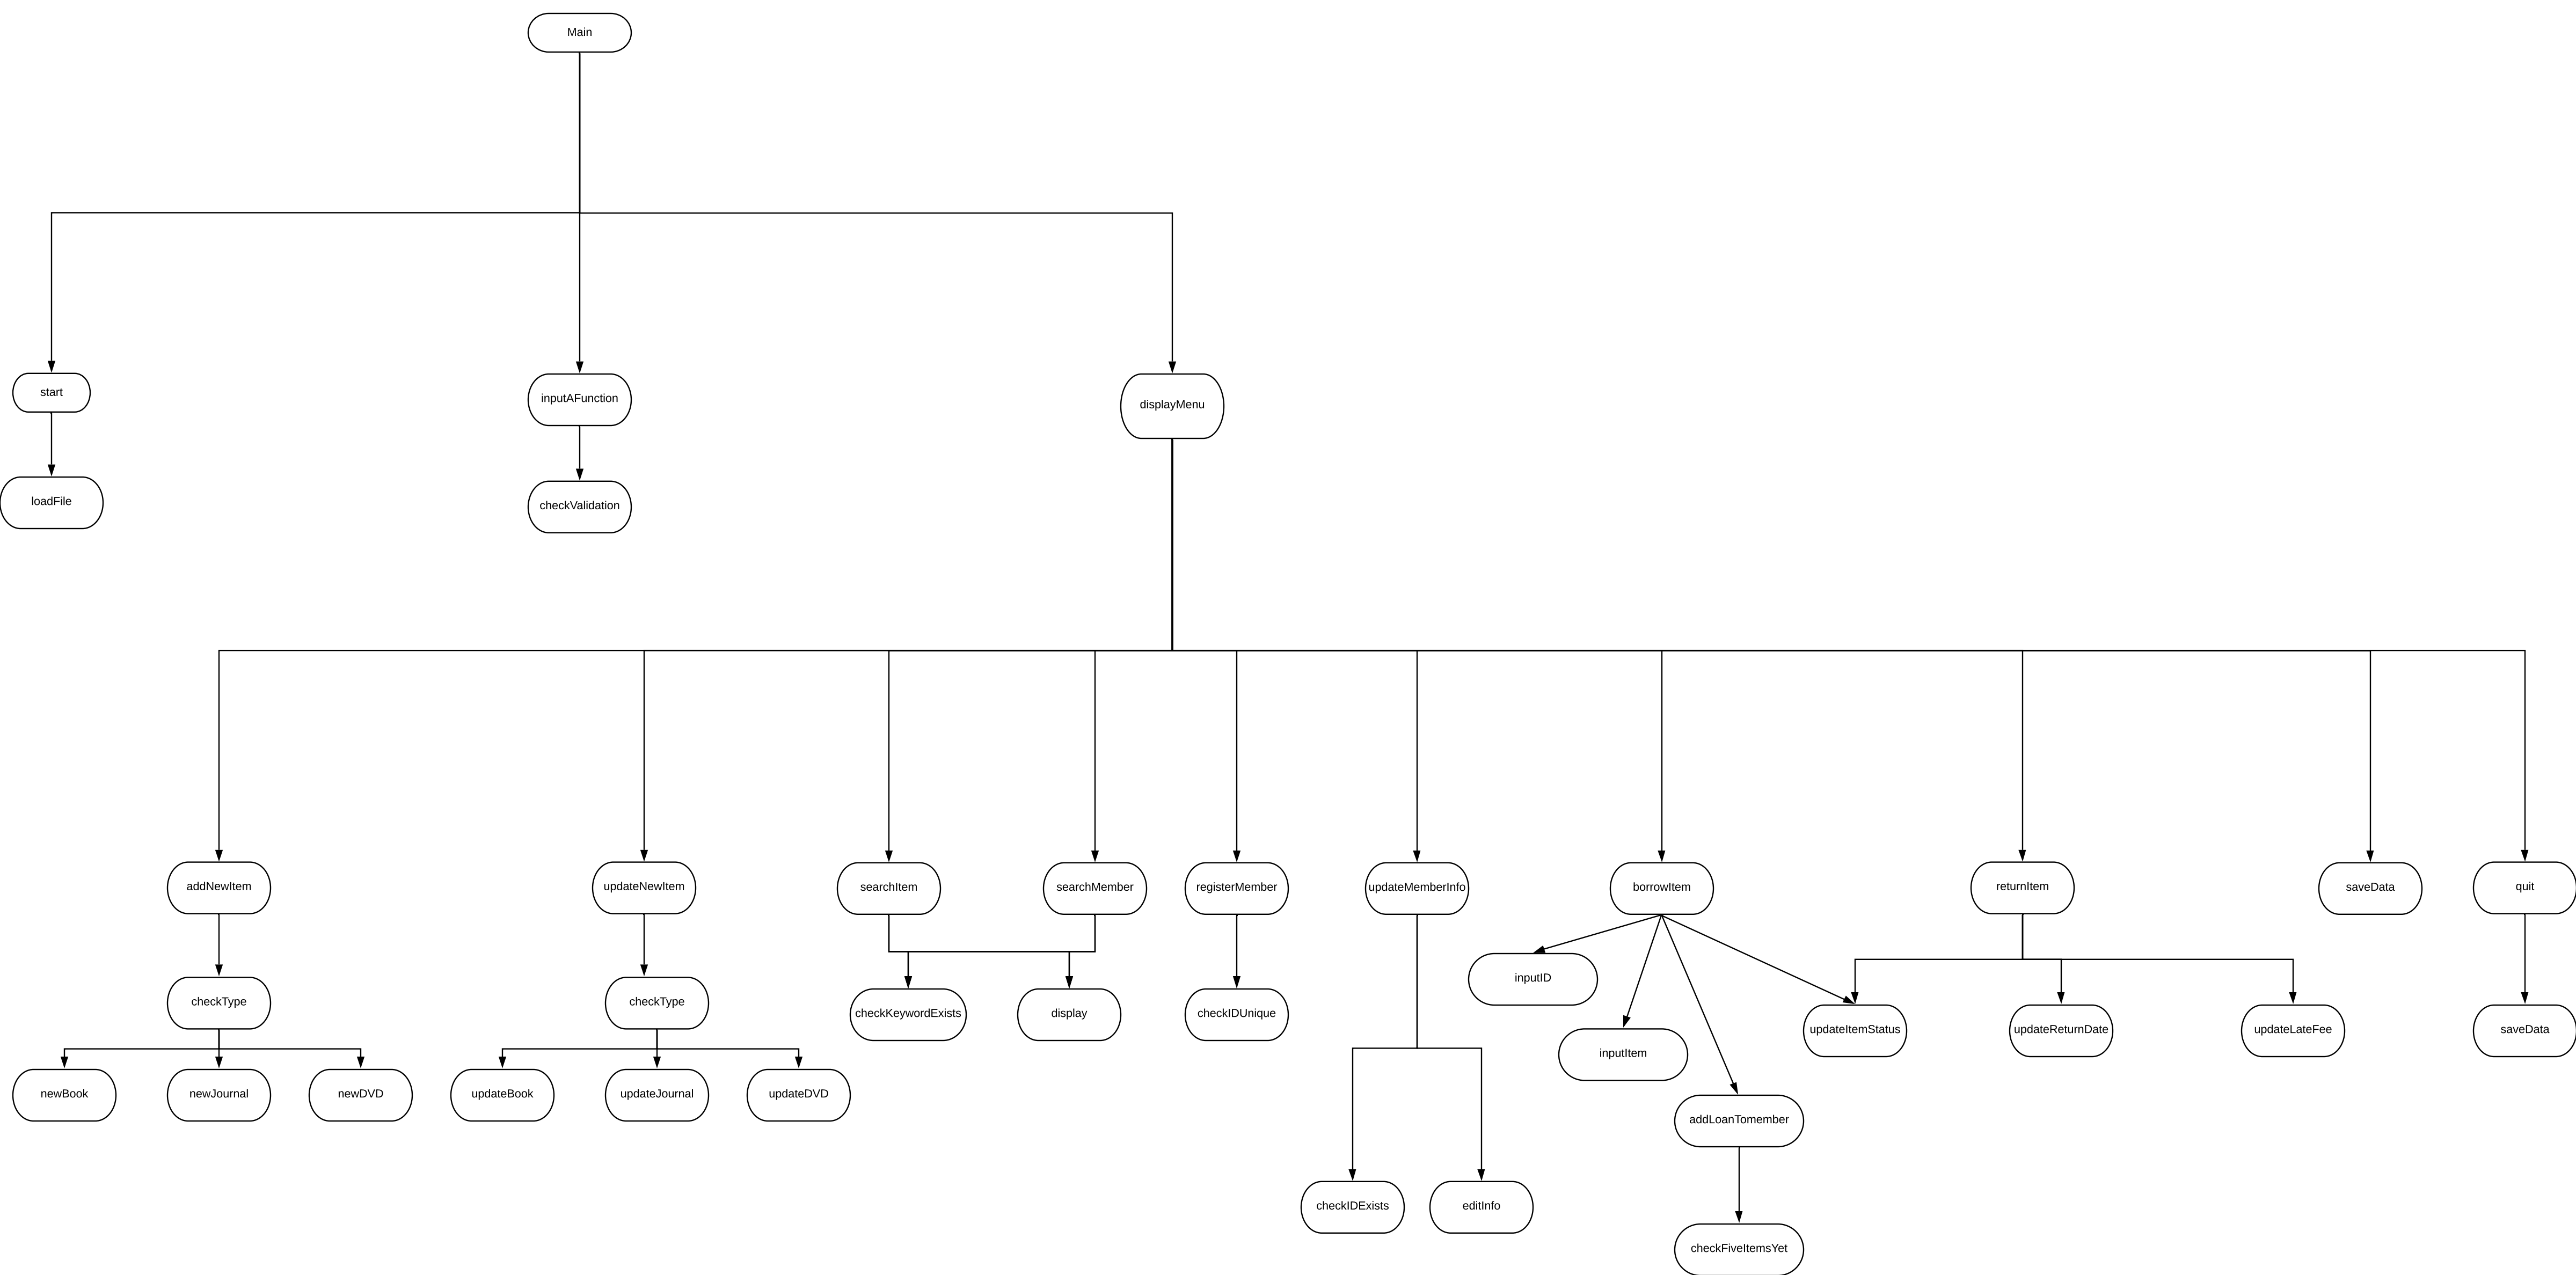 Main
start
inputAFunction
displayMenu
loadFile
checkValidation
addNewItem
updateNewItem
searchItem
searchMember
registerMember
updateMemberInfo
borrowItem
returnItem
saveData
quit
inputID
checkType
checkType
checkKeywordExists
display
checkIDUnique
inputItem
updateItemStatus
updateReturnDate
updateLateFee
saveData
newBook
newJournal
newDVD
updateBook
updateJournal
updateDVD
addLoanTomember
checkIDExists
editInfo
checkFiveItemsYet